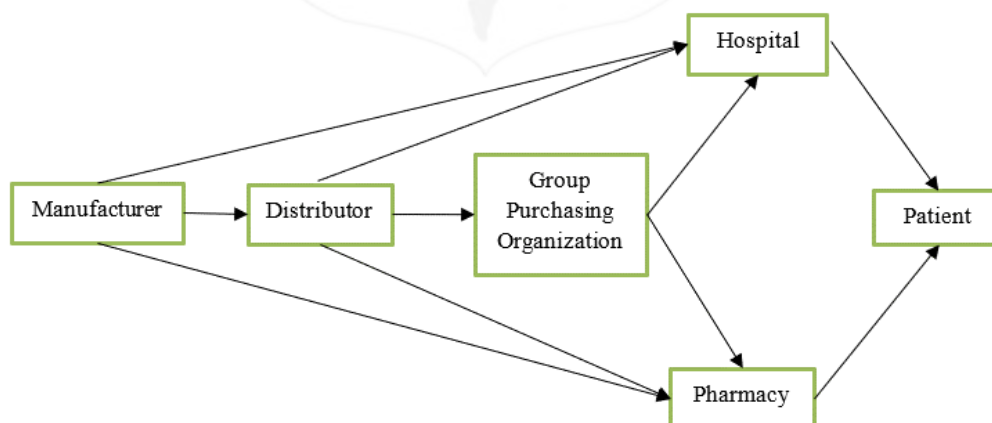 Hospital
Manufacturer
Distributor
Group
Purchasing
Organization
Patient
Pharmacy